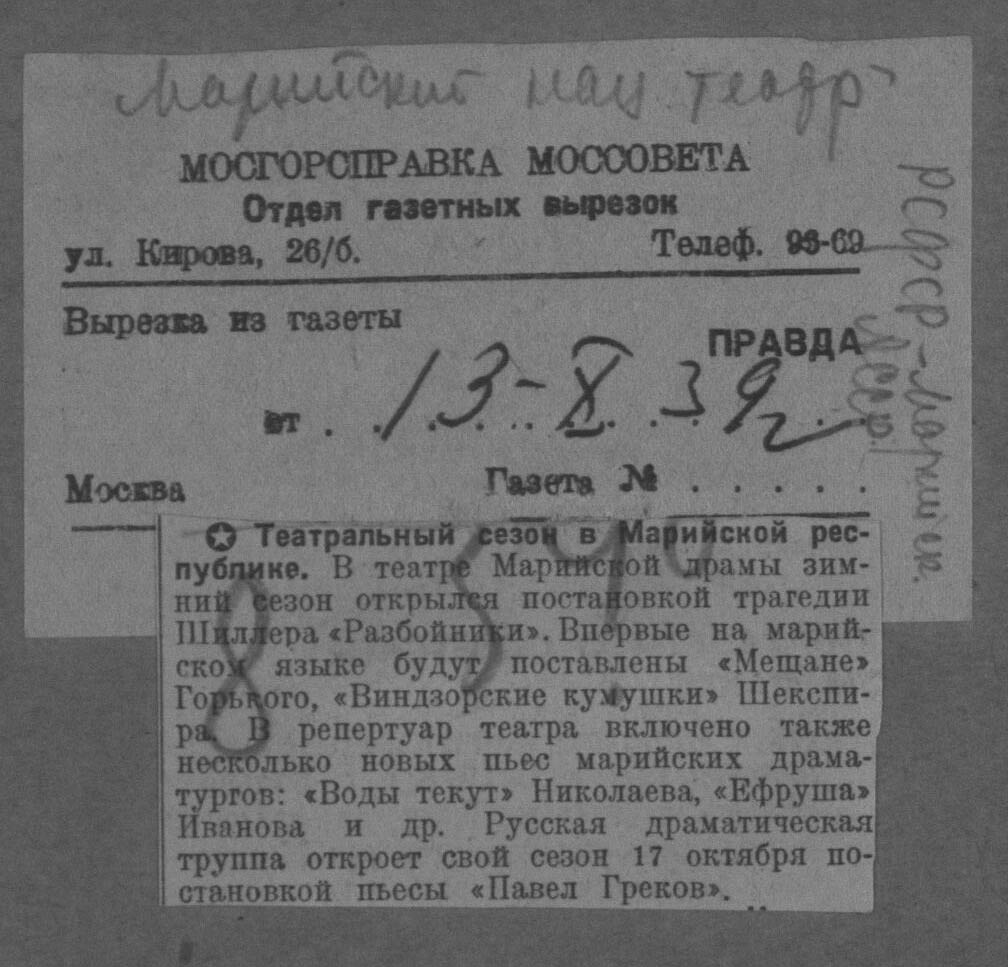 Марийский нац театр
МОСГОРСПРАВКА МОССОВЕТА
Отдел газетных вырезок
ул. Кирова, 26/б. Телеф. 96-69
Вырезка из газеты
ПРАВДА
от . 13-X 39г
Москва Газета № . . . . .
РСФСР-Марийск.
АССР.
✪ Театральный сезон в Марийской рес-
публике. В театре Марийской драмы зим-
ний сезон открылся постановкой трагедии
Шиллера «Разбойники». Впервые на марий-
ском языке будут поставлены «Мещане»
Горького, «Виндзорские кумушки» Шекспи-
ра. В репертуар театра включено также
несколько новых пьес марийских драма-
тургов: «Воды текут» Николаева, «Ефруша»
Иванова и др. Русская драматическая
труппа откроет свой сезон 17 октября по-
становкой пьесы «Павел Греков».